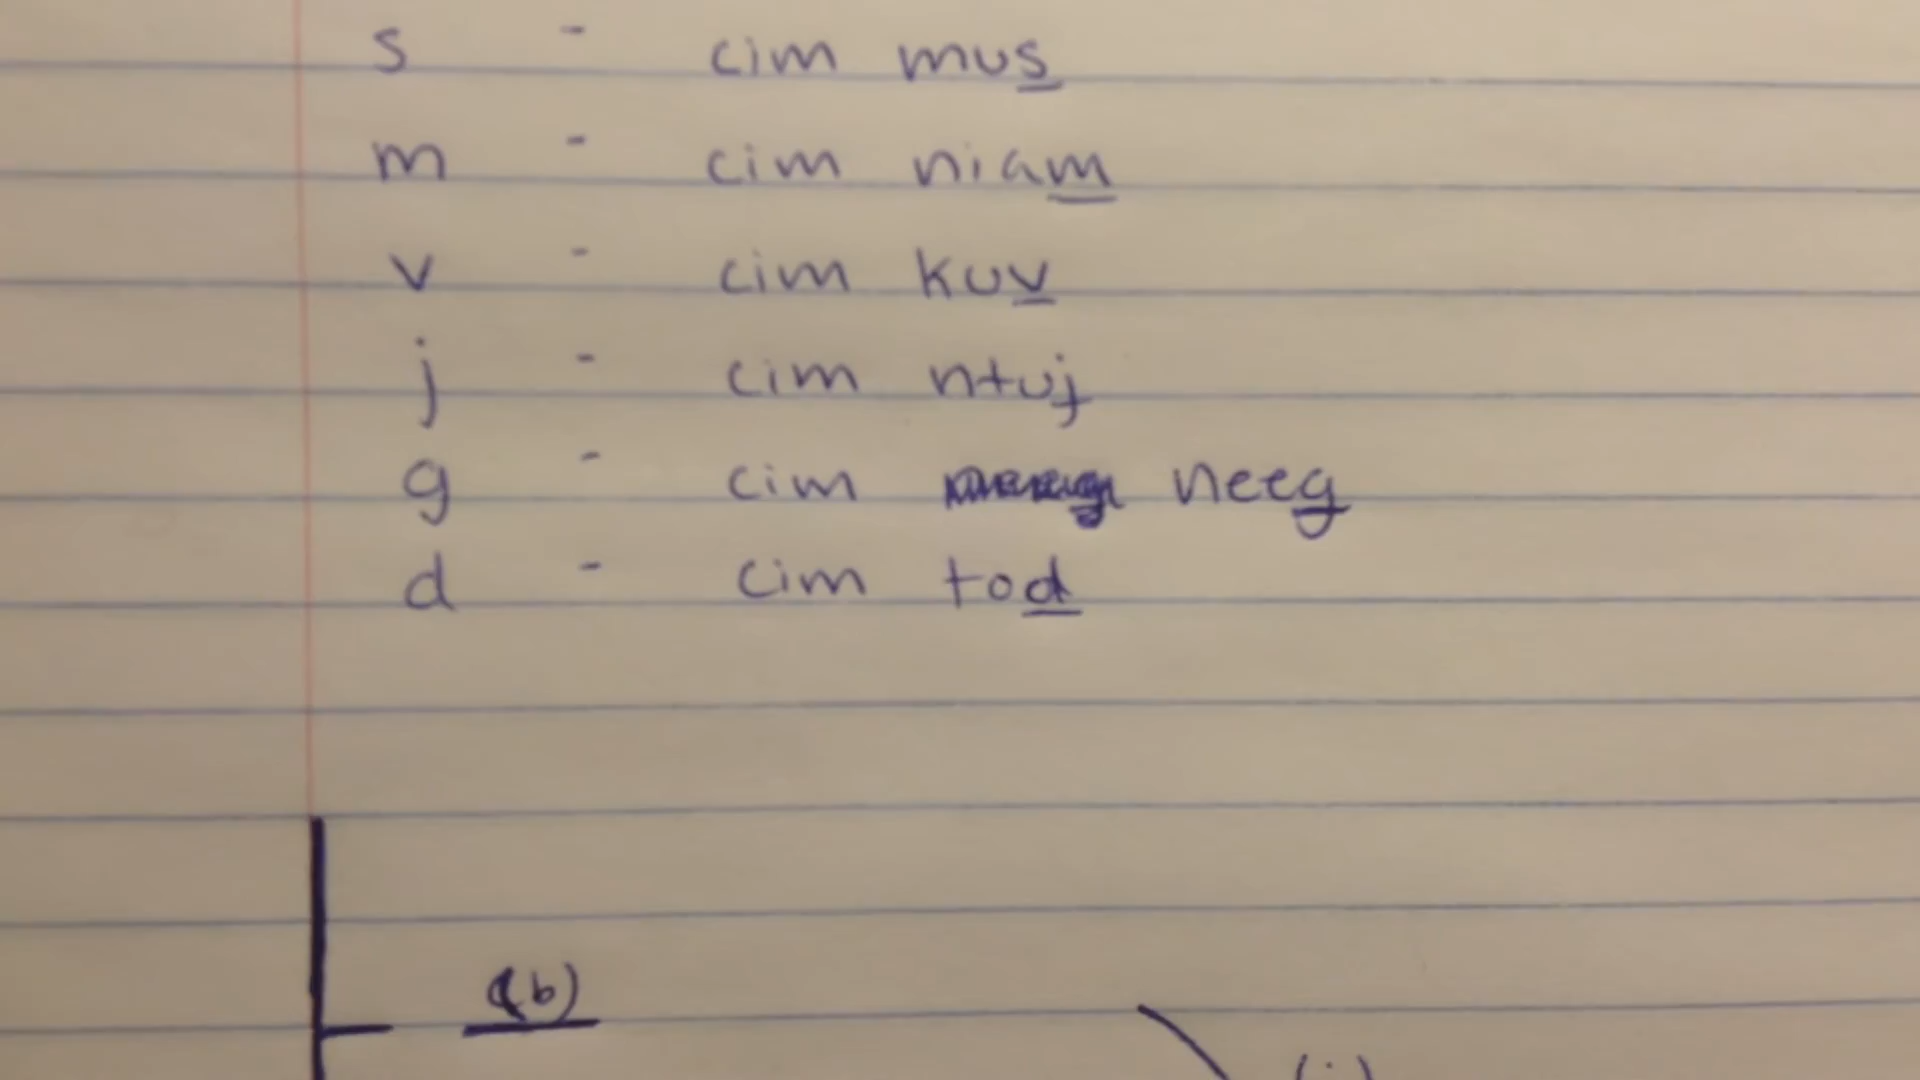 s - cim mus
m - cim niam
v - cim kuv
j - cim ntuj
g - cim neeg
d - cim tod
(b)
(j)